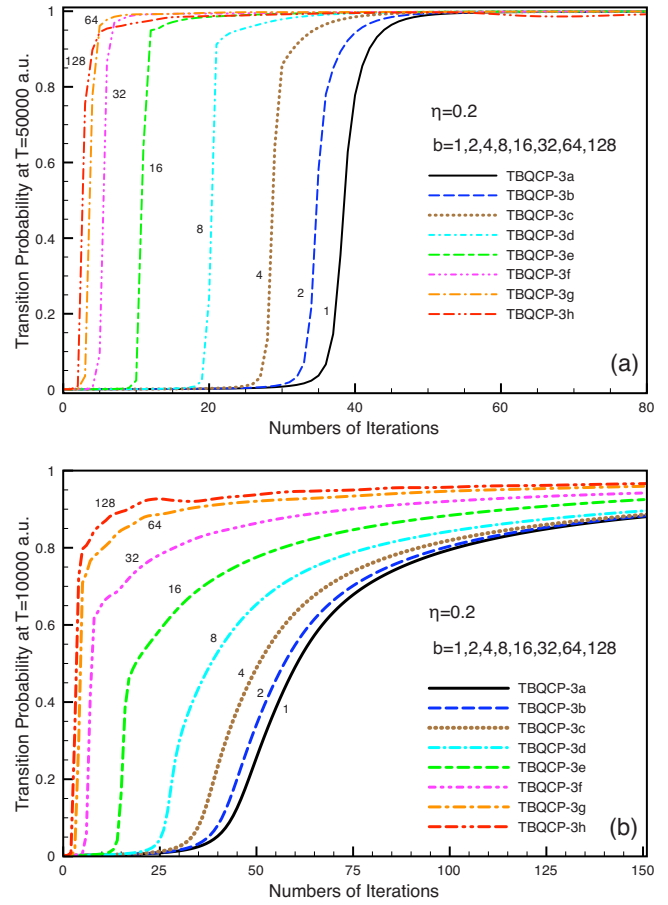 Transition Probability at T=50000 a.u.
1
0.8
0.6
0.4
0.2
0
64
128
32
16
8
4
2
1
η=0.2
b=1,2,4,8,16,32,64,128
TBQCP-3a
TBQCP-3b
TBQCP-3c
TBQCP-3d
TBQCP-3e
TBQCP-3f
TBQCP-3g
TBQCP-3h
(a)
0 20 40 60 80
Numbers of Iterations
Transition Probability at T=10000 a.u.
1
0.8
0.6
0.4
0.2
0
128
64
32
16
8
4
2
1
η=0.2
b=1,2,4,8,16,32,64,128
TBQCP-3a
TBQCP-3b
TBQCP-3c
TBQCP-3d
TBQCP-3e
TBQCP-3f
TBQCP-3g
TBQCP-3h
(b)
0 25 50 75 100 125 150
Numbers of Iterations